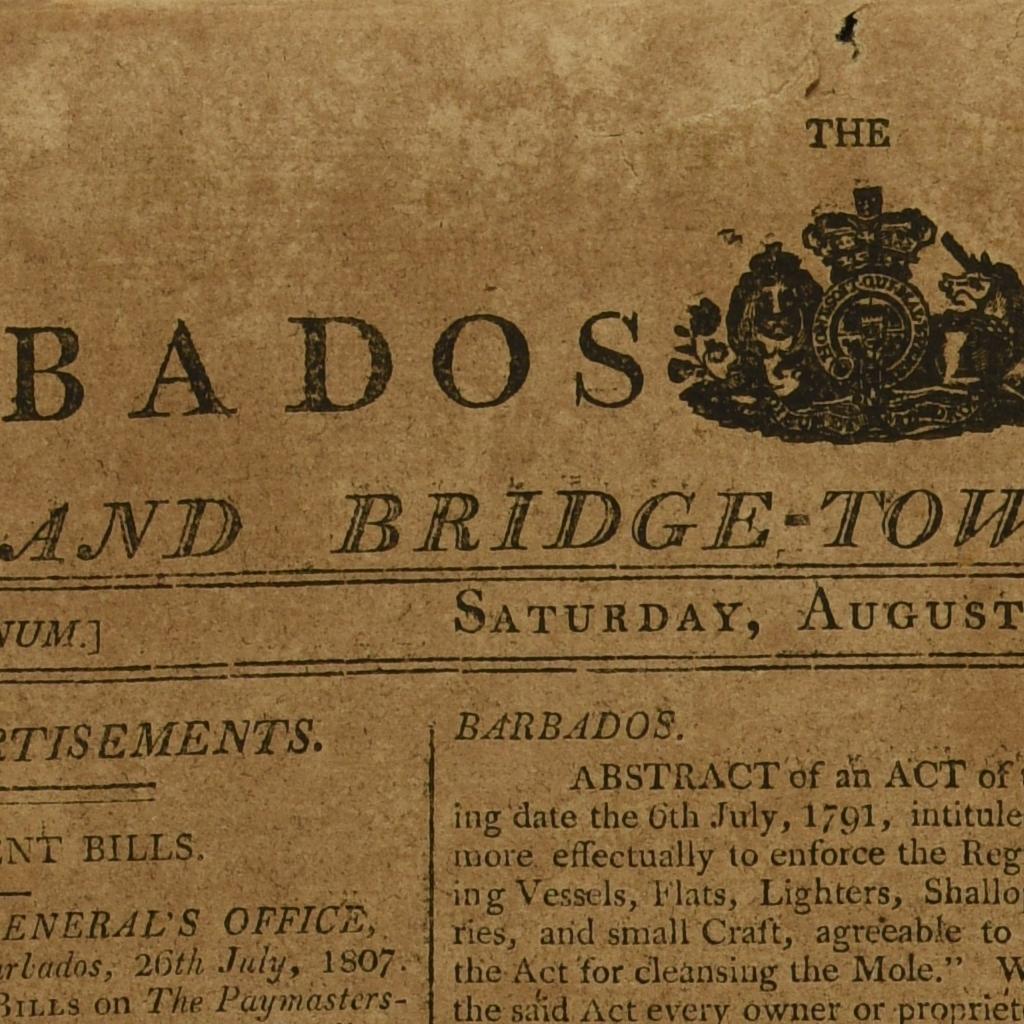 THE
BADOS
AND BRIDGE-TOW
NUM.]
SATURDAY, AUGUST
RTISEMENTS.
ENT BILLS.
ENERAL'S OFFICE,
arbados, 26th July, 1807.
BILLS on The Paymasters-
BARBADOS.
ABSTRACT of an ACT of
ing date the 6th July, 1791, intitule
more effectually to enforce the Reg
ing Vessels, Flats, Lighters, Shallo
ries, and small Craft, agreeable to
the Act for cleansing the Mole.” W
the said Act every owner or propriet